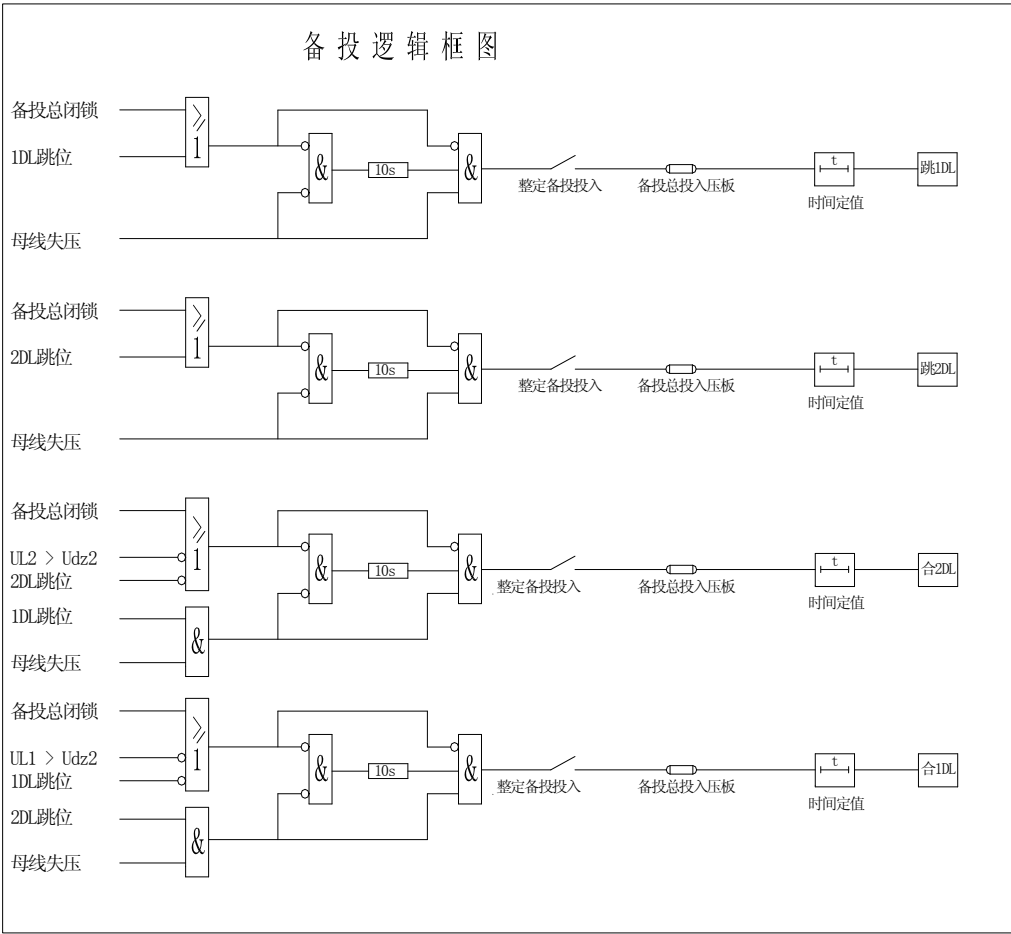 备投逻辑框图
备投总闭锁
1DL跳位
母线失压
≥1
&
10s
&
整定备投投入
备投总投入压板
t
时间定值
跳1DL
备投总闭锁
2DL跳位
母线失压
≥1
&
10s
&
整定备投投入
备投总投入压板
t
时间定值
跳2DL
备投总闭锁
UL2 > Udz2
2DL跳位
1DL跳位
母线失压
≥1
&
&
10s
&
整定备投投入
备投总投入压板
t
时间定值
合2DL
备投总闭锁
UL1 > Udz2
1DL跳位
2DL跳位
母线失压
≥1
&
&
10s
&
整定备投投入
备投总投入压板
t
时间定值
合1DL